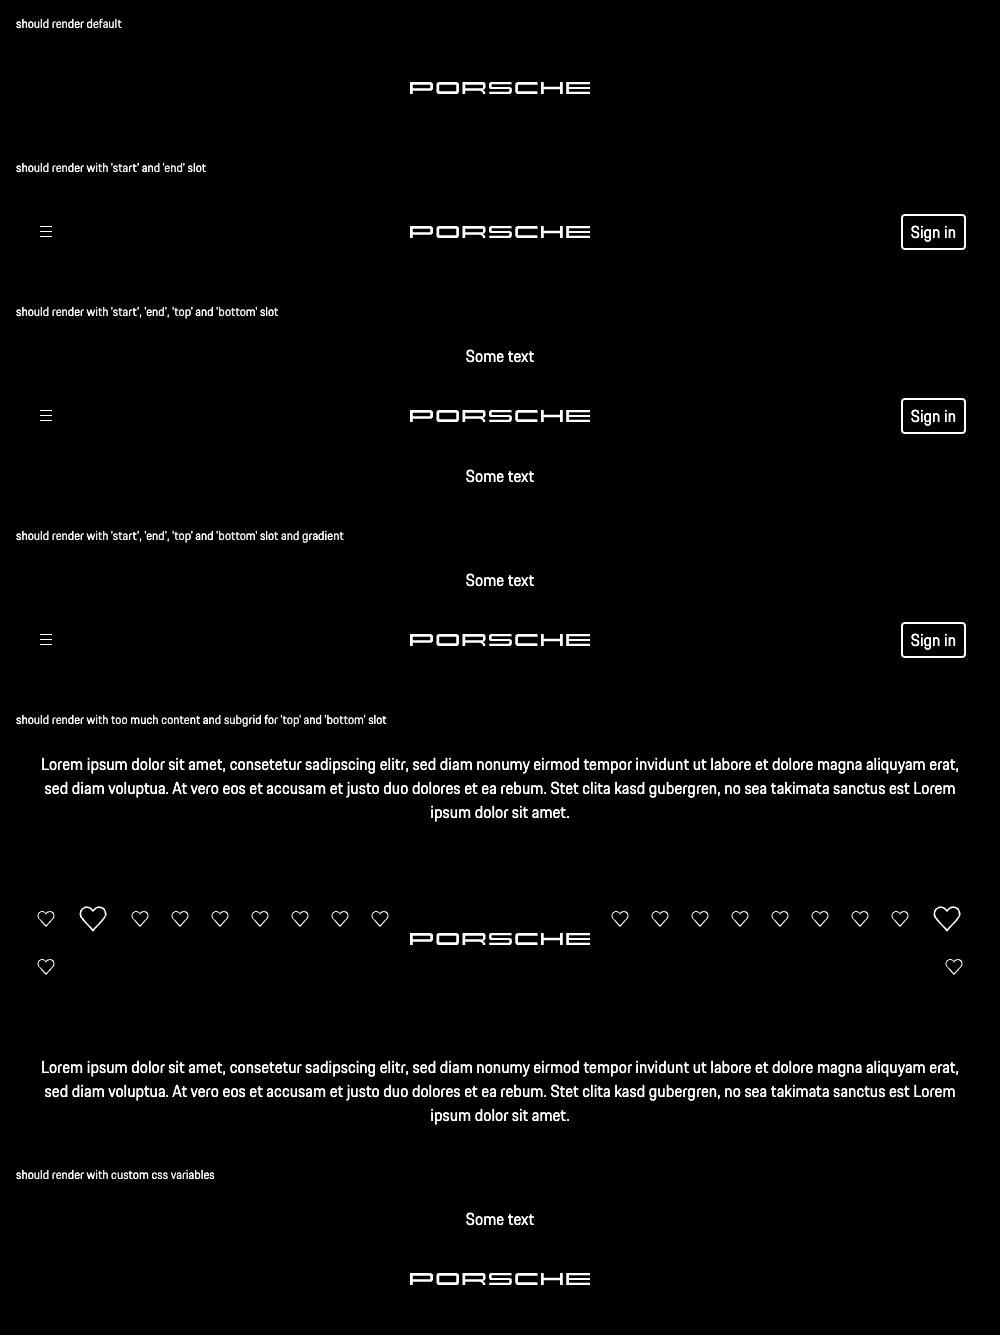 should render default
PORSCHE
should render with 'start' and 'end' slot
PORSCHE
Sign in
should render with 'start', 'end', 'top' and 'bottom' slot
Some text
PORSCHE
Sign in
Some text
should render with 'start', 'end', 'top' and 'bottom' slot and gradient
Some text
PORSCHE
Sign in
should render with too much content and subgrid for 'top' and 'bottom' slot
Lorem ipsum dolor sit amet, consetetur sadipscing elitr, sed diam nonumy eirmod tempor invidunt ut labore et dolore magna aliquyam erat,
sed diam voluptua. At vero eos et accusam et justo duo dolores et ea rebum. Stet clita kasd gubergren, no sea takimata sanctus est Lorem
ipsum dolor sit amet.
PORSCHE
Lorem ipsum dolor sit amet, consetetur sadipscing elitr, sed diam nonumy eirmod tempor invidunt ut labore et dolore magna aliquyam erat,
sed diam voluptua. At vero eos et accusam et justo duo dolores et ea rebum. Stet clita kasd gubergren, no sea takimata sanctus est Lorem
ipsum dolor sit amet.
should render with custom css variables
Some text
PORSCHE